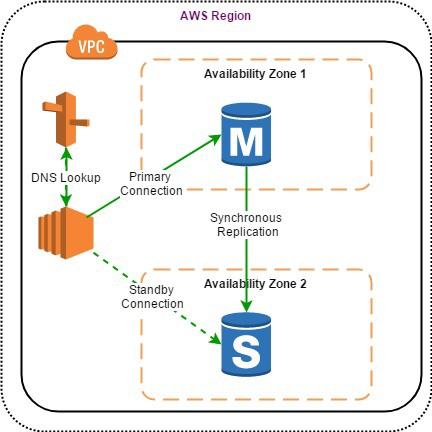 AWS Region
VPC
Availability Zone 1
M
DNS Lookup
Primary
Connection
Synchronous
Replication
Availability Zone 2
Standby
Connection
S